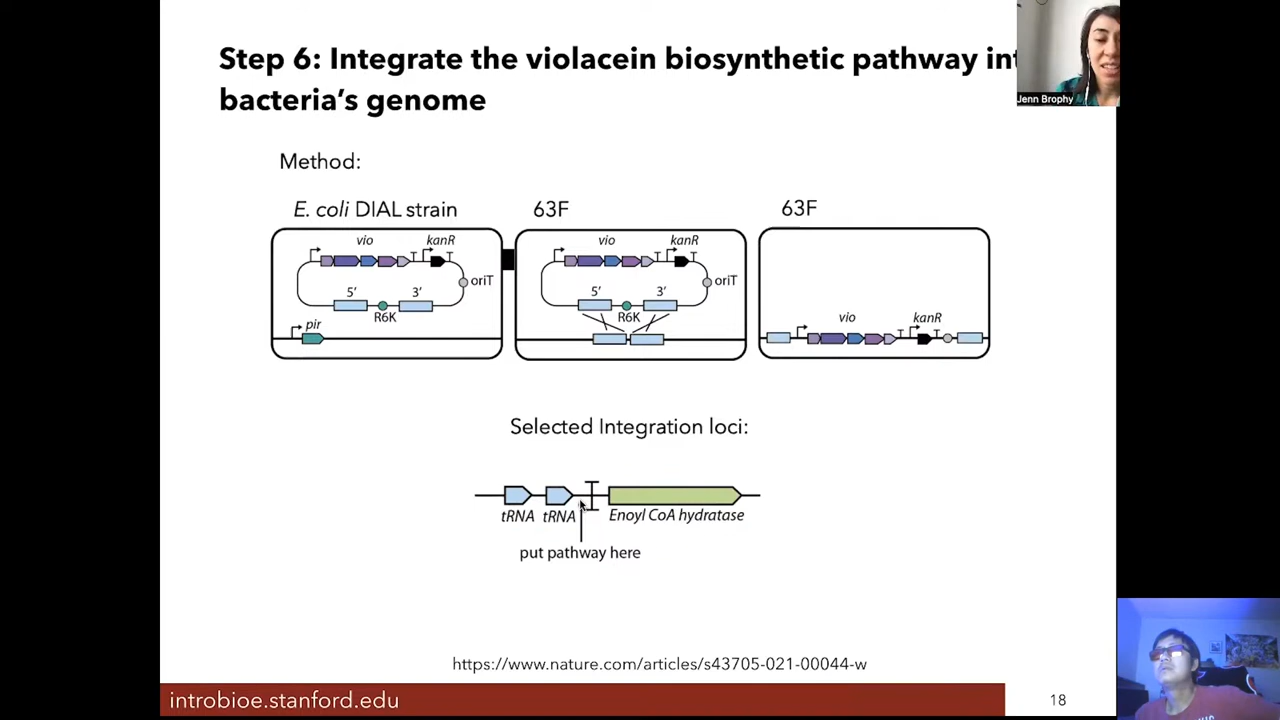 Step 6: Integrate the violacein biosynthetic pathway int
bacteria's genome
Jenn Brophy
Method:
E. coli DIAL strain
63F
63F
vio
kanR
oriT
5'
3'
R6K
pir
vio
kanR
oriT
5'
3'
R6K
vio
kanR
Selected Integration loci:
tRNA
tRNA
Enoyl CoA hydratase
put pathway here
https://www.nature.com/articles/s43705-021-00044-w
introbioe.stanford.edu
18